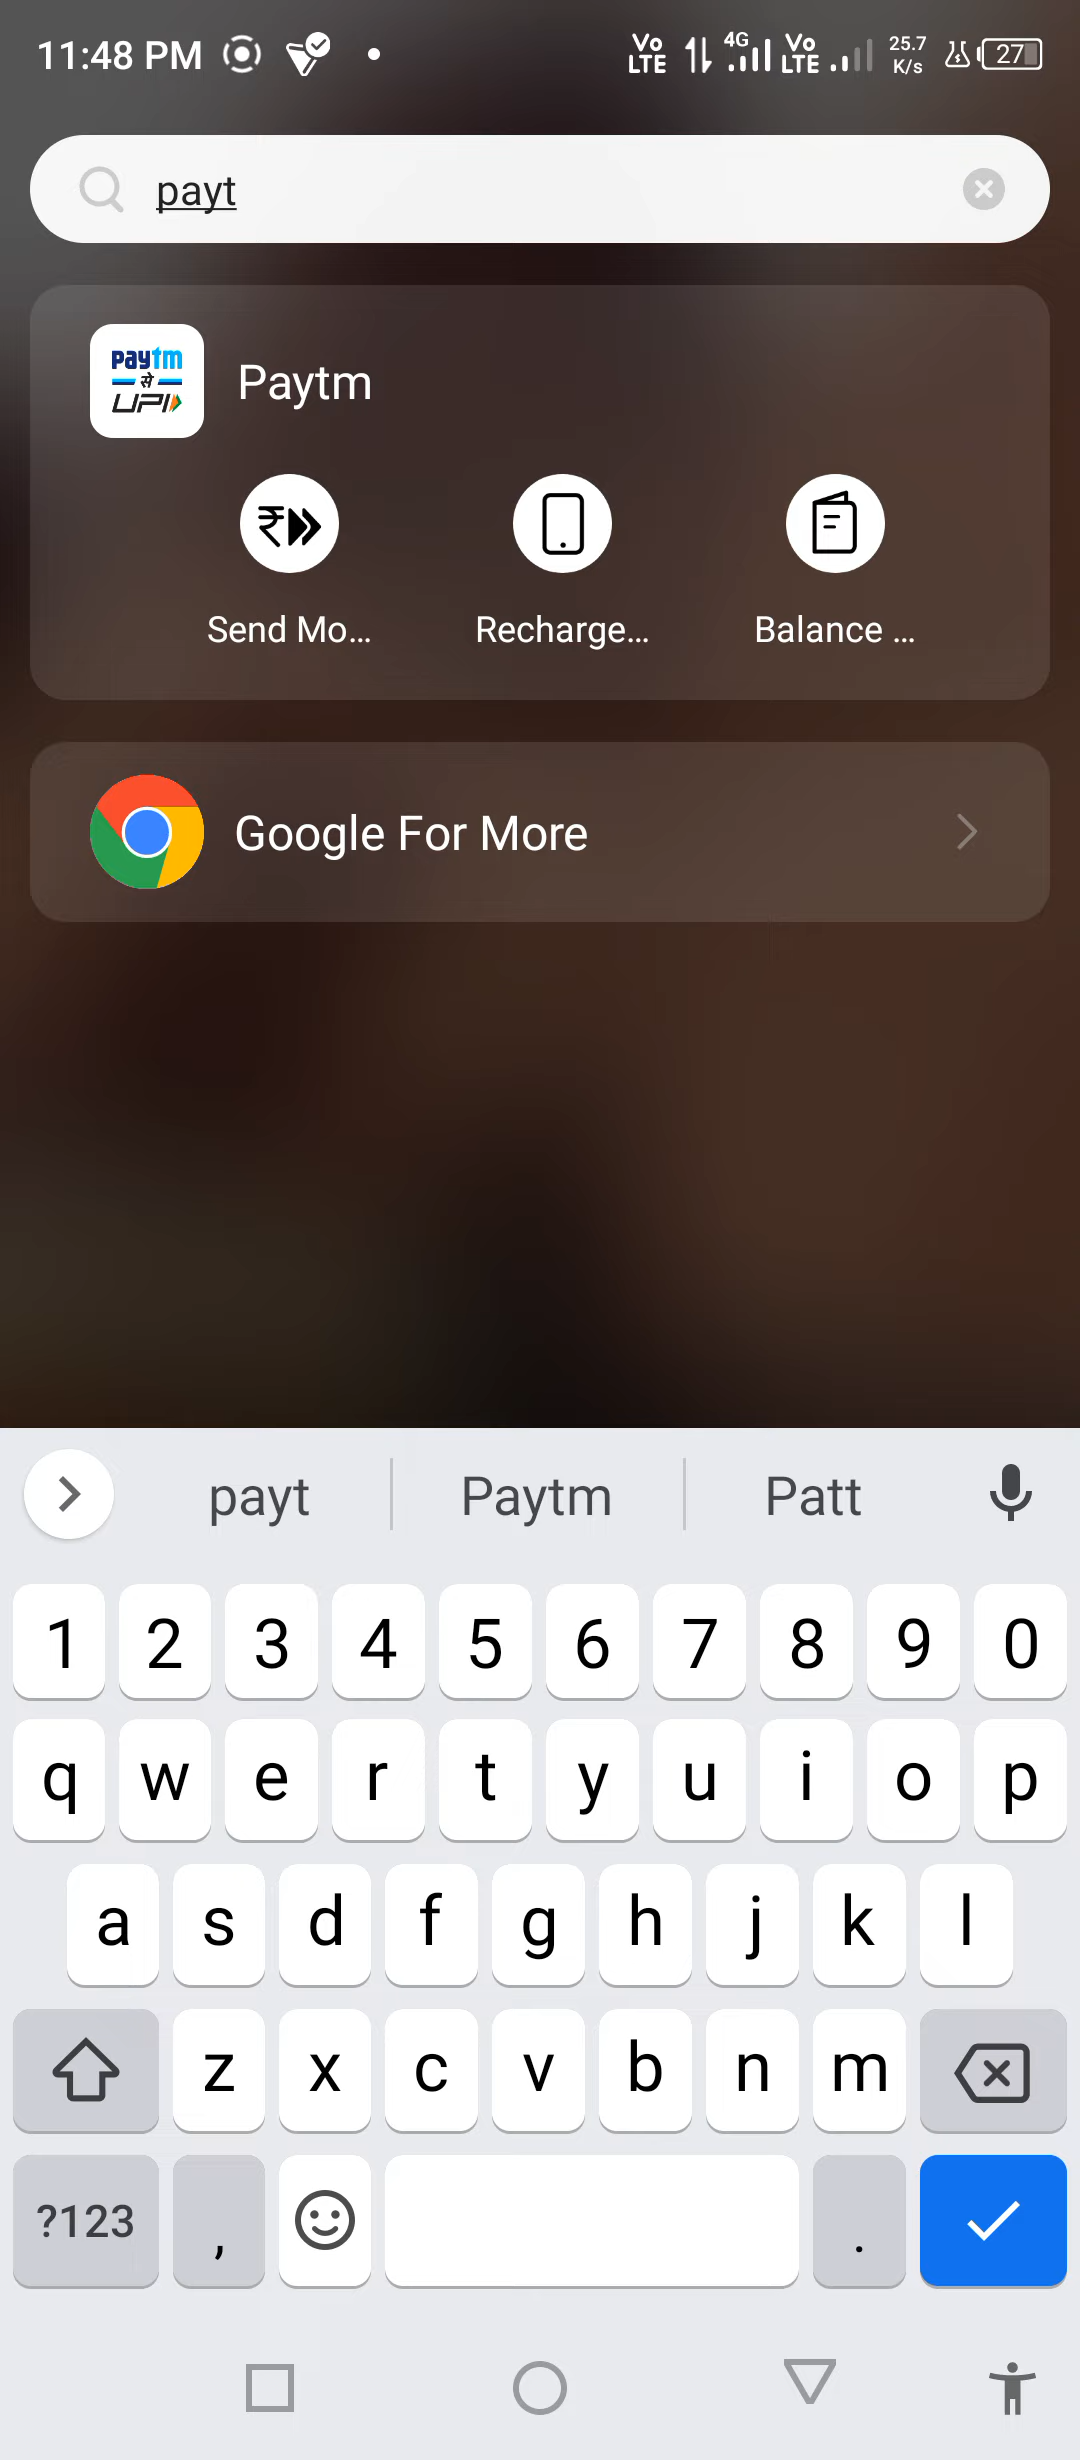 11:48 PM
Vo LTE 4G Vo LTE 25.7 K/s 27
payt
paytm
से
UPI
Paytm
Send Mo...
Recharge...
Balance ...
Google For More
payt Paytm Patt
1 2 3 4 5 6 7 8 9 0
q w e r t y u i o p
a s d f g h j k l
z x c v b n m
?123 , .